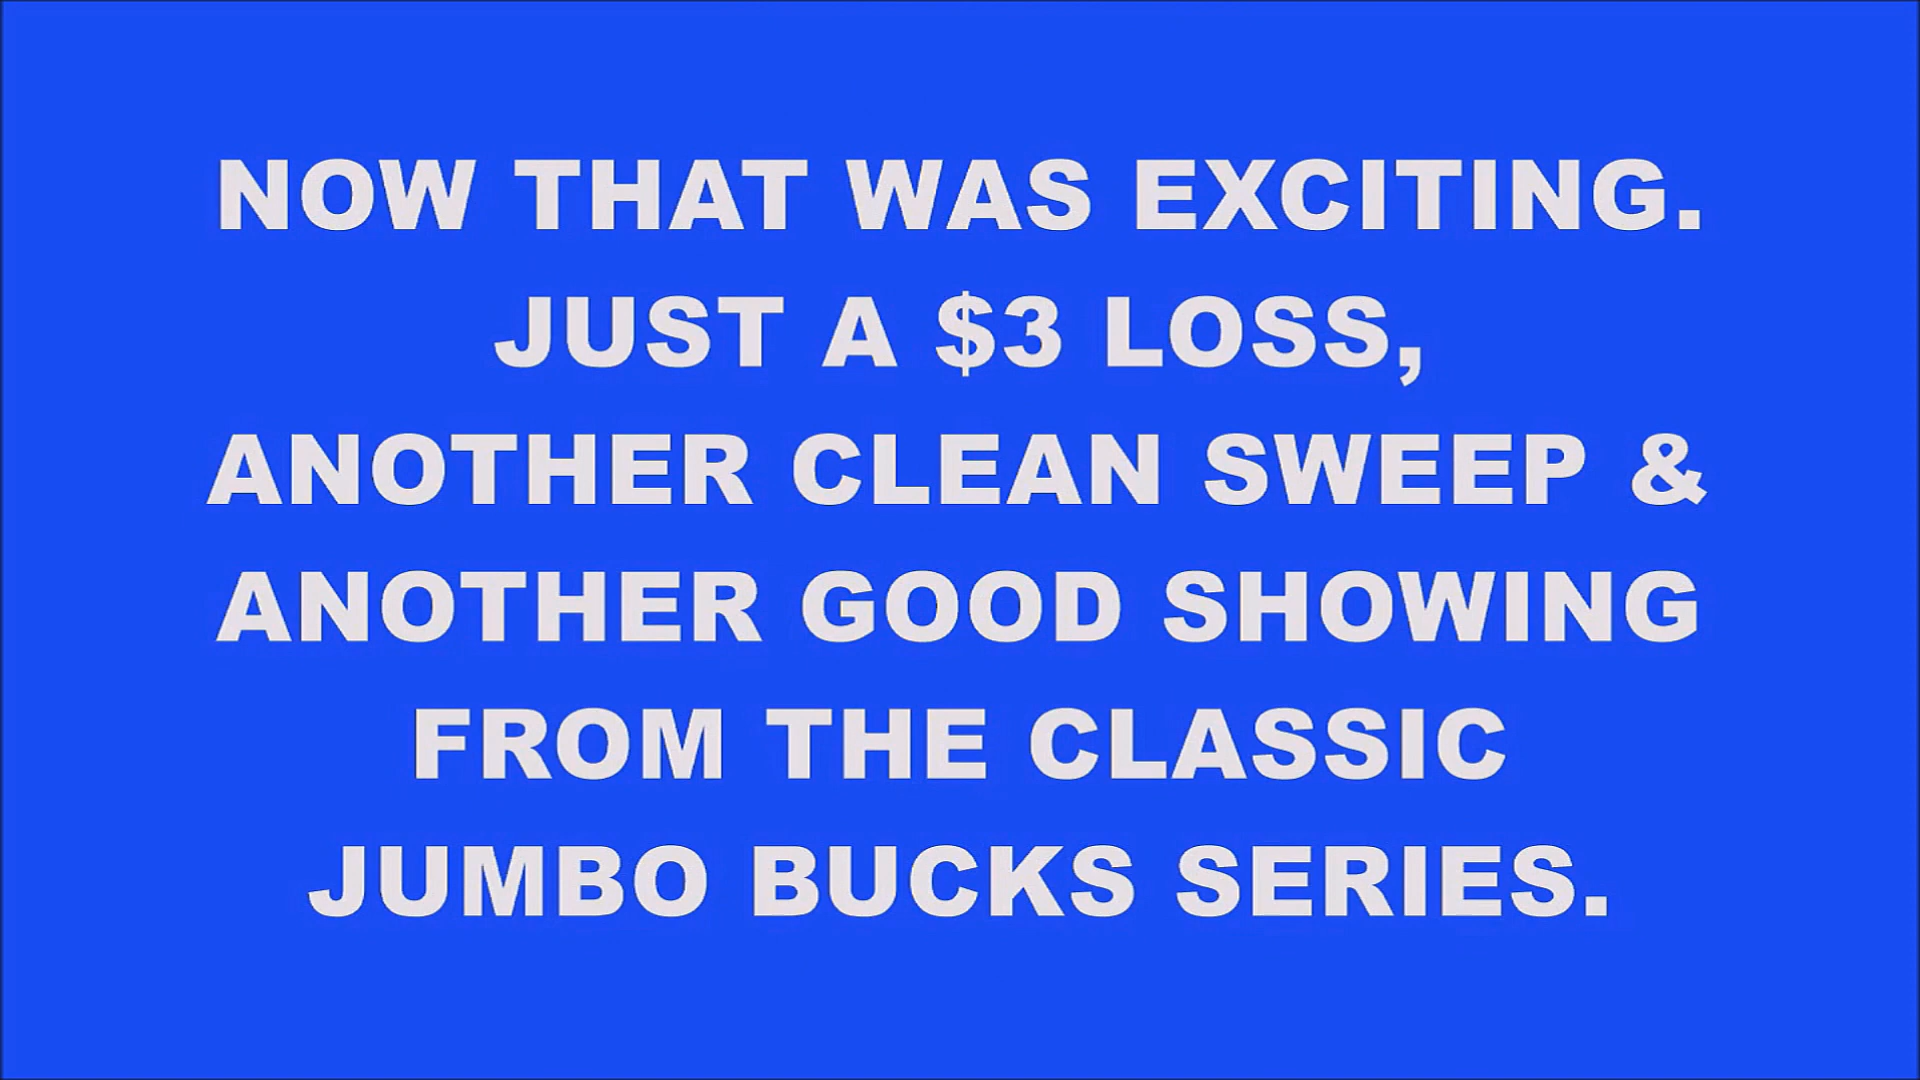 NOW THAT WAS EXCITING.
JUST A $3 LOSS,
ANOTHER CLEAN SWEEP &
ANOTHER GOOD SHOWING
FROM THE CLASSIC
JUMBO BUCKS SERIES.